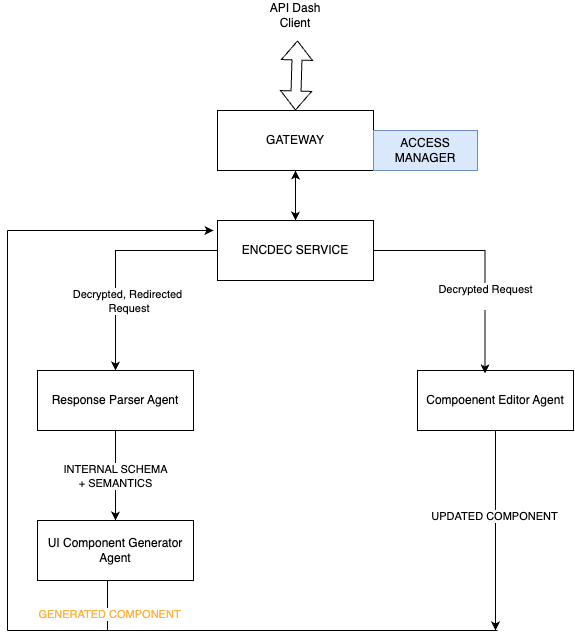 API Dash
Client
GATEWAY
ACCESS
MANAGER
ENCDEC SERVICE
Decrypted, Redirected
Request
Decrypted Request
Response Parser Agent
Compoenent Editor Agent
INTERNAL SCHEMA
+ SEMANTICS
UPDATED COMPONENT
UI Component Generator
Agent
GENERATED COMPONENT